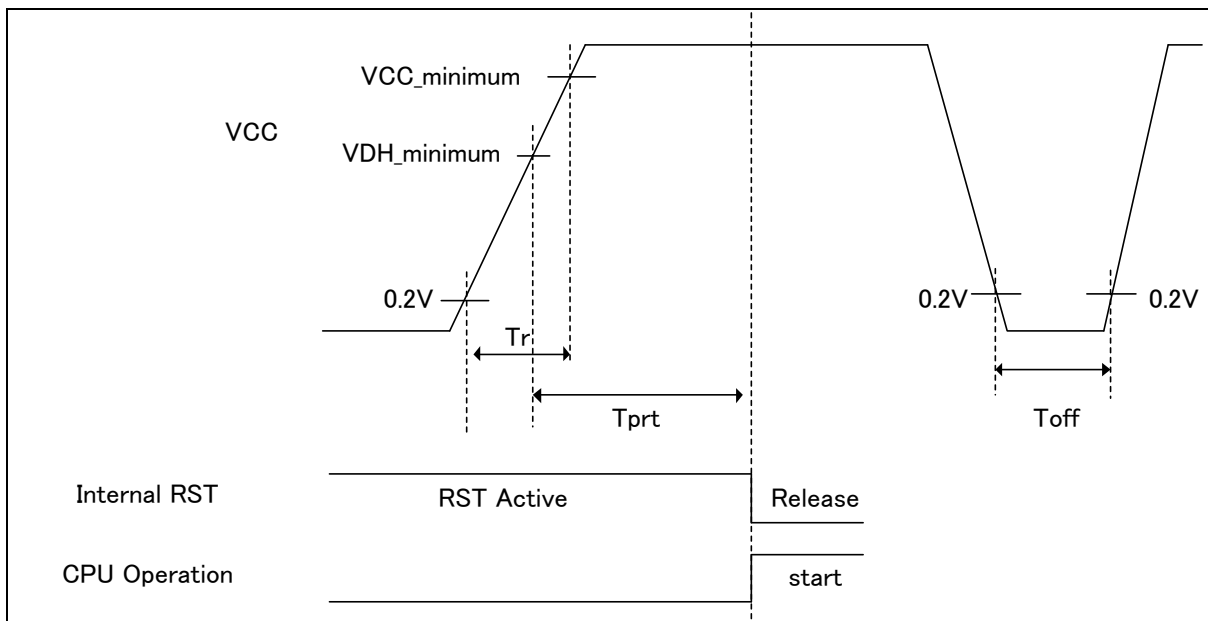 VCC_minimum
VCC
VDH_minimum
0.2V
0.2V
0.2V
Tr
Tprt
Toff
Internal RST
RST Active
Release
CPU Operation
start